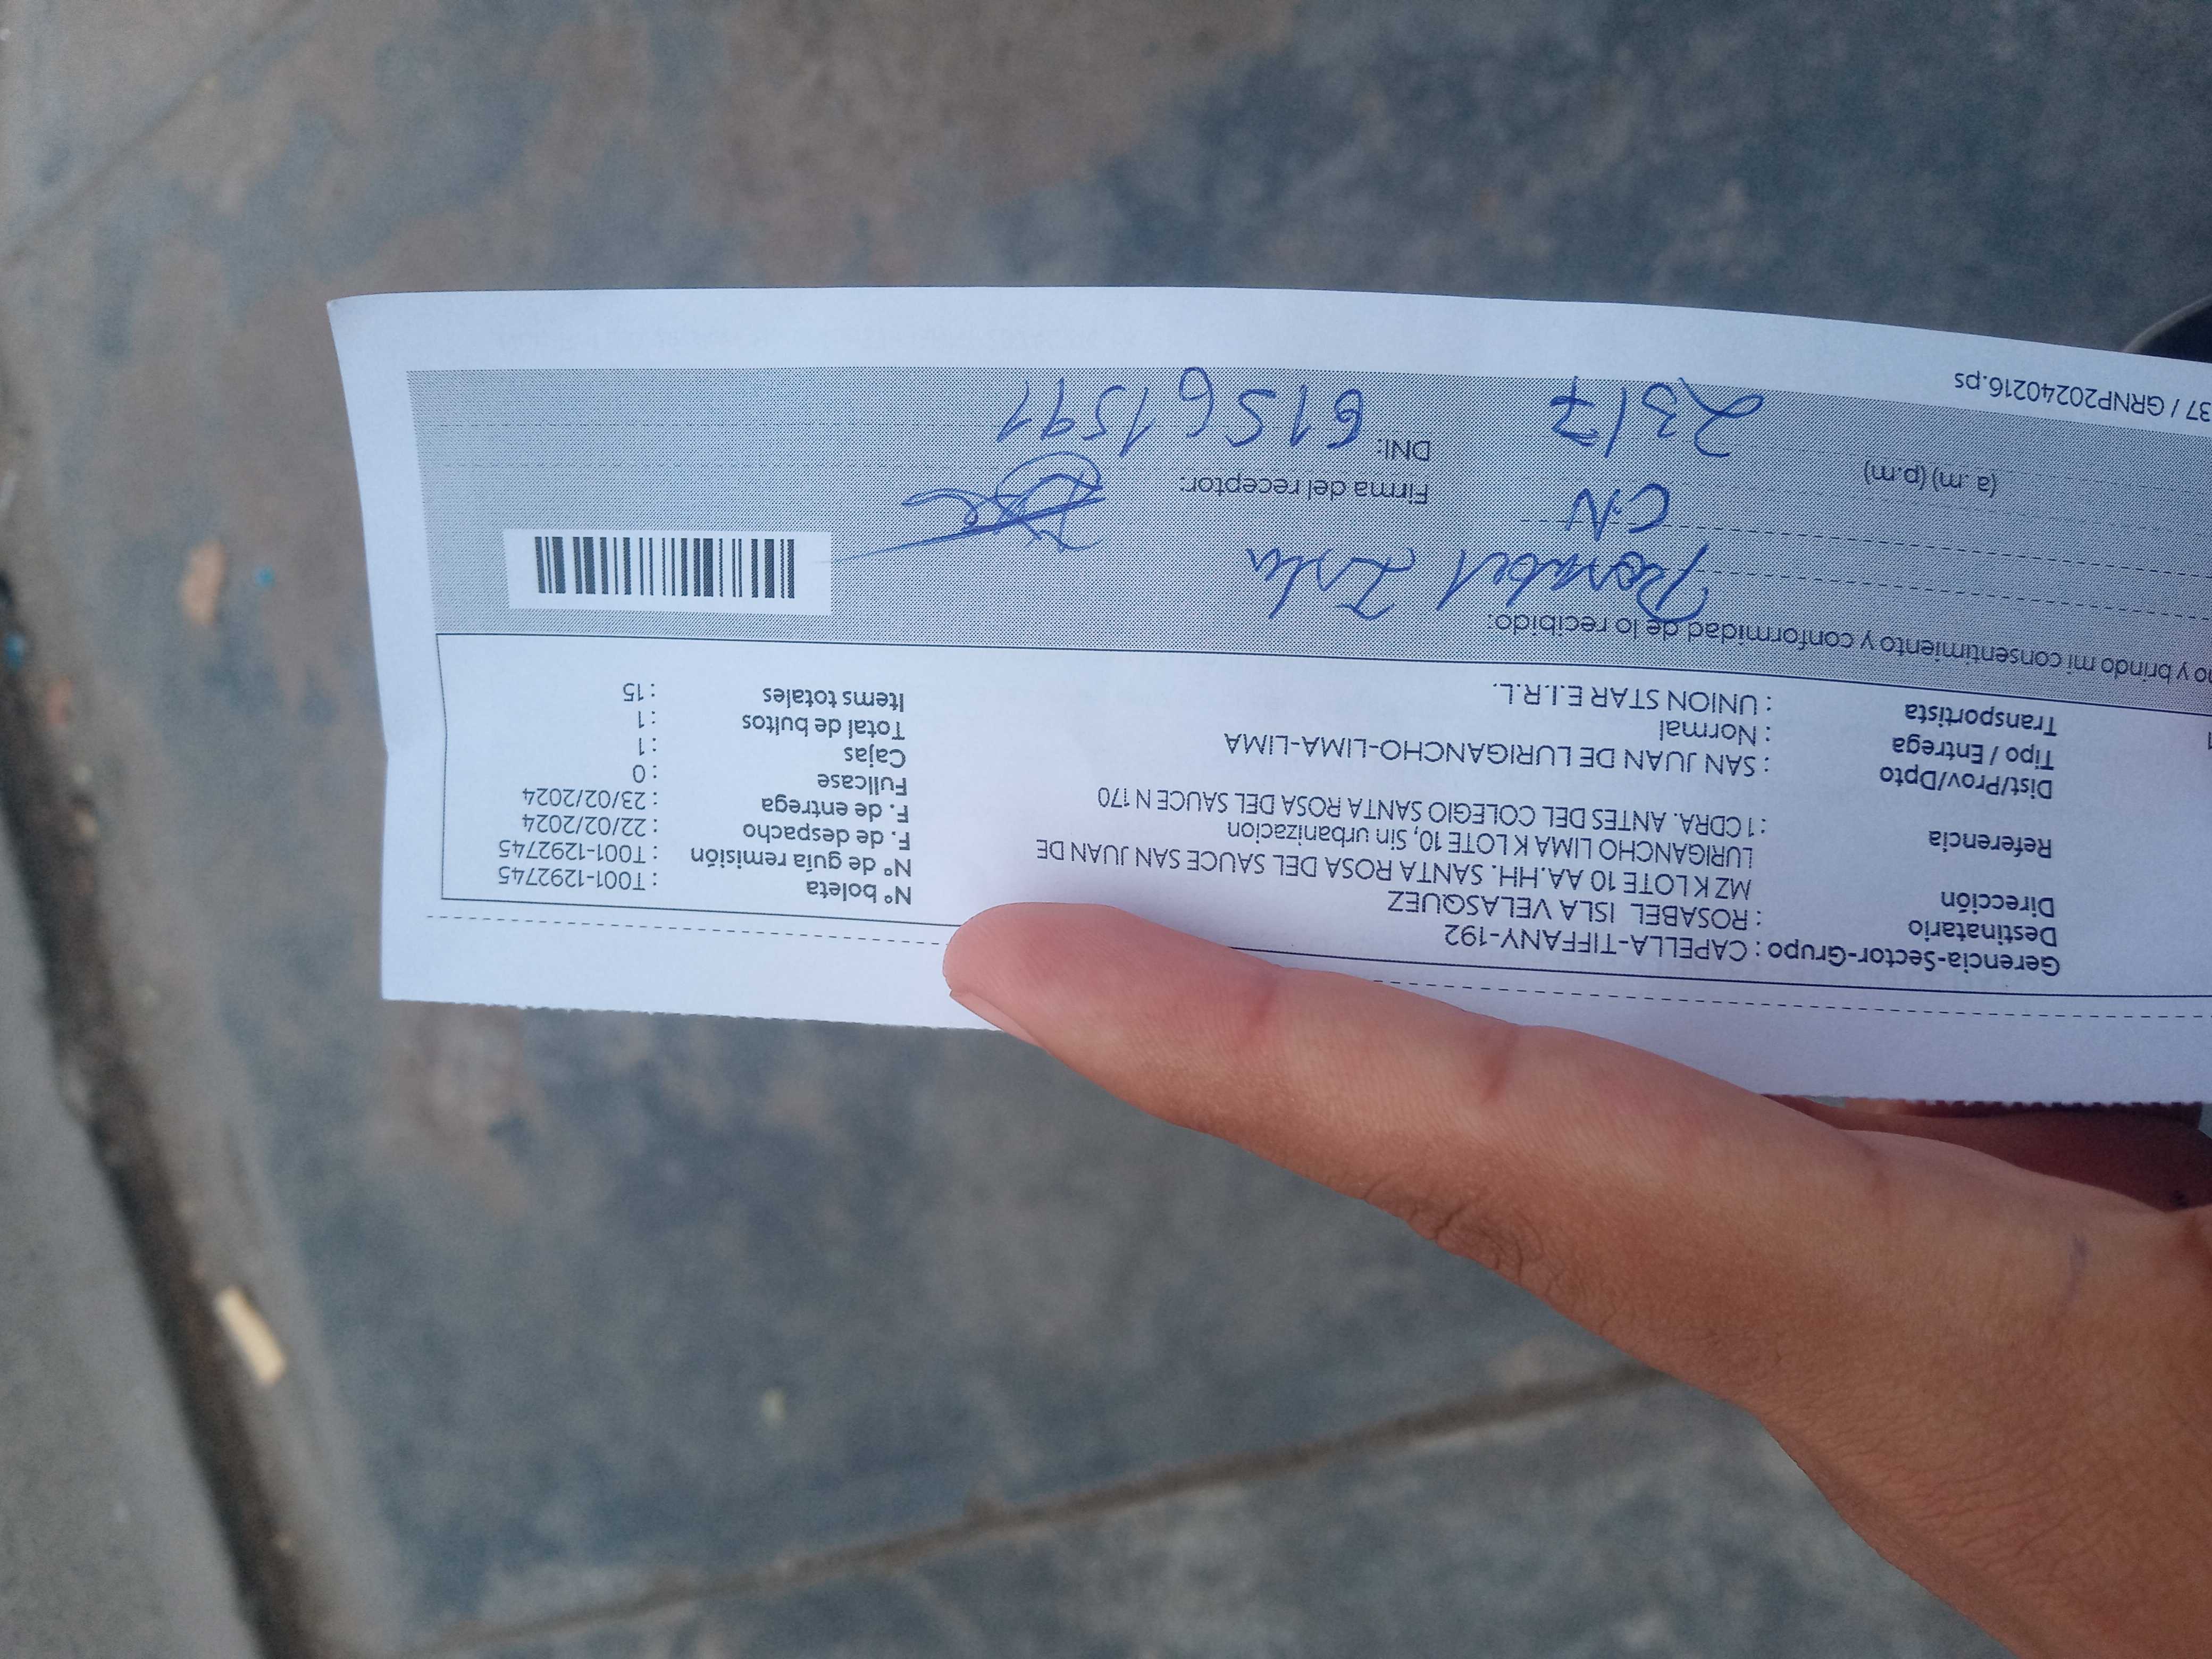 Gerencia-Sector-Grupo : CAPELLA-TIFFANY-192
Destinatario : ROSABEL ISLA VELASQUEZ
Dirección MZ K LOTE 10 AA.HH. SANTA ROSA DEL SAUCE SAN JUAN DE
LURIGANCHO LIMA K LOTE 10, Sin urbanizacion
Referencia : 1 CDRA. ANTES DEL COLEGIO SANTA ROSA DEL SAUCE N 170
Dist/Prov/Dpto : SAN JUAN DE LURIGANCHO-LIMA-LIMA
Tipo / Entrega : Normal
Transportista : UNION STAR E.I.R.L.
N° boleta : T001-1292745
N° de guía remisión : T001-1292745
F. de despacho : 22/02/2024
F. de entrega : 23/02/2024
Fullcase : 0
Cajas : 1
Total de bultos : 1
Items totales : 15
y brindo mi consentimiento y conformidad de lo recibido:
Rosabel Isla
CN
Firma del receptor:
(a .m) (p.m)
2317
DNI: 61561597
37 / GRNP20240216.ps